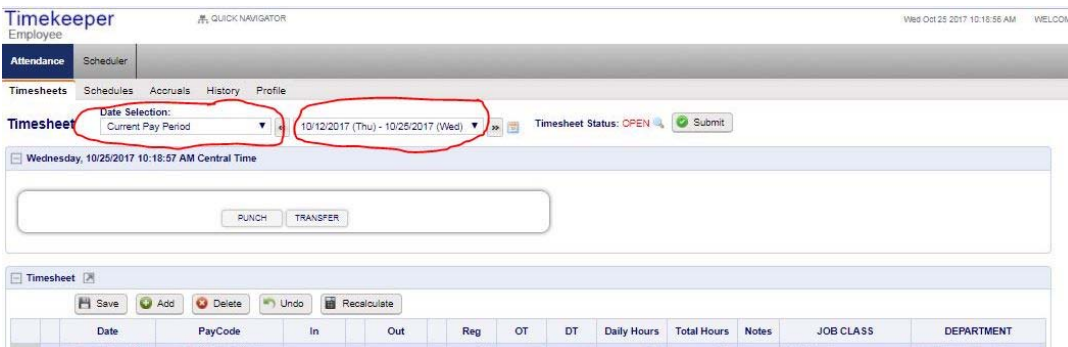 Timekeeper
Employee
QUICK NAVIGATOR
Wed Oct 25 2017 10:18:56 AM WELCOM
Attendance Scheduler
Timesheets Schedules Accruals History Profile
Date Selection:
Timesheet Current Pay Period « 10/12/2017 (Thu) - 10/25/2017 (Wed) » Timesheet Status: OPEN Submit
Wednesday, 10/25/2017 10:18:57 AM Central Time
PUNCH TRANSFER
Timesheet
Save Add Delete Undo Recalculate
Date PayCode In Out Reg OT DT Daily Hours Total Hours Notes JOB CLASS DEPARTMENT